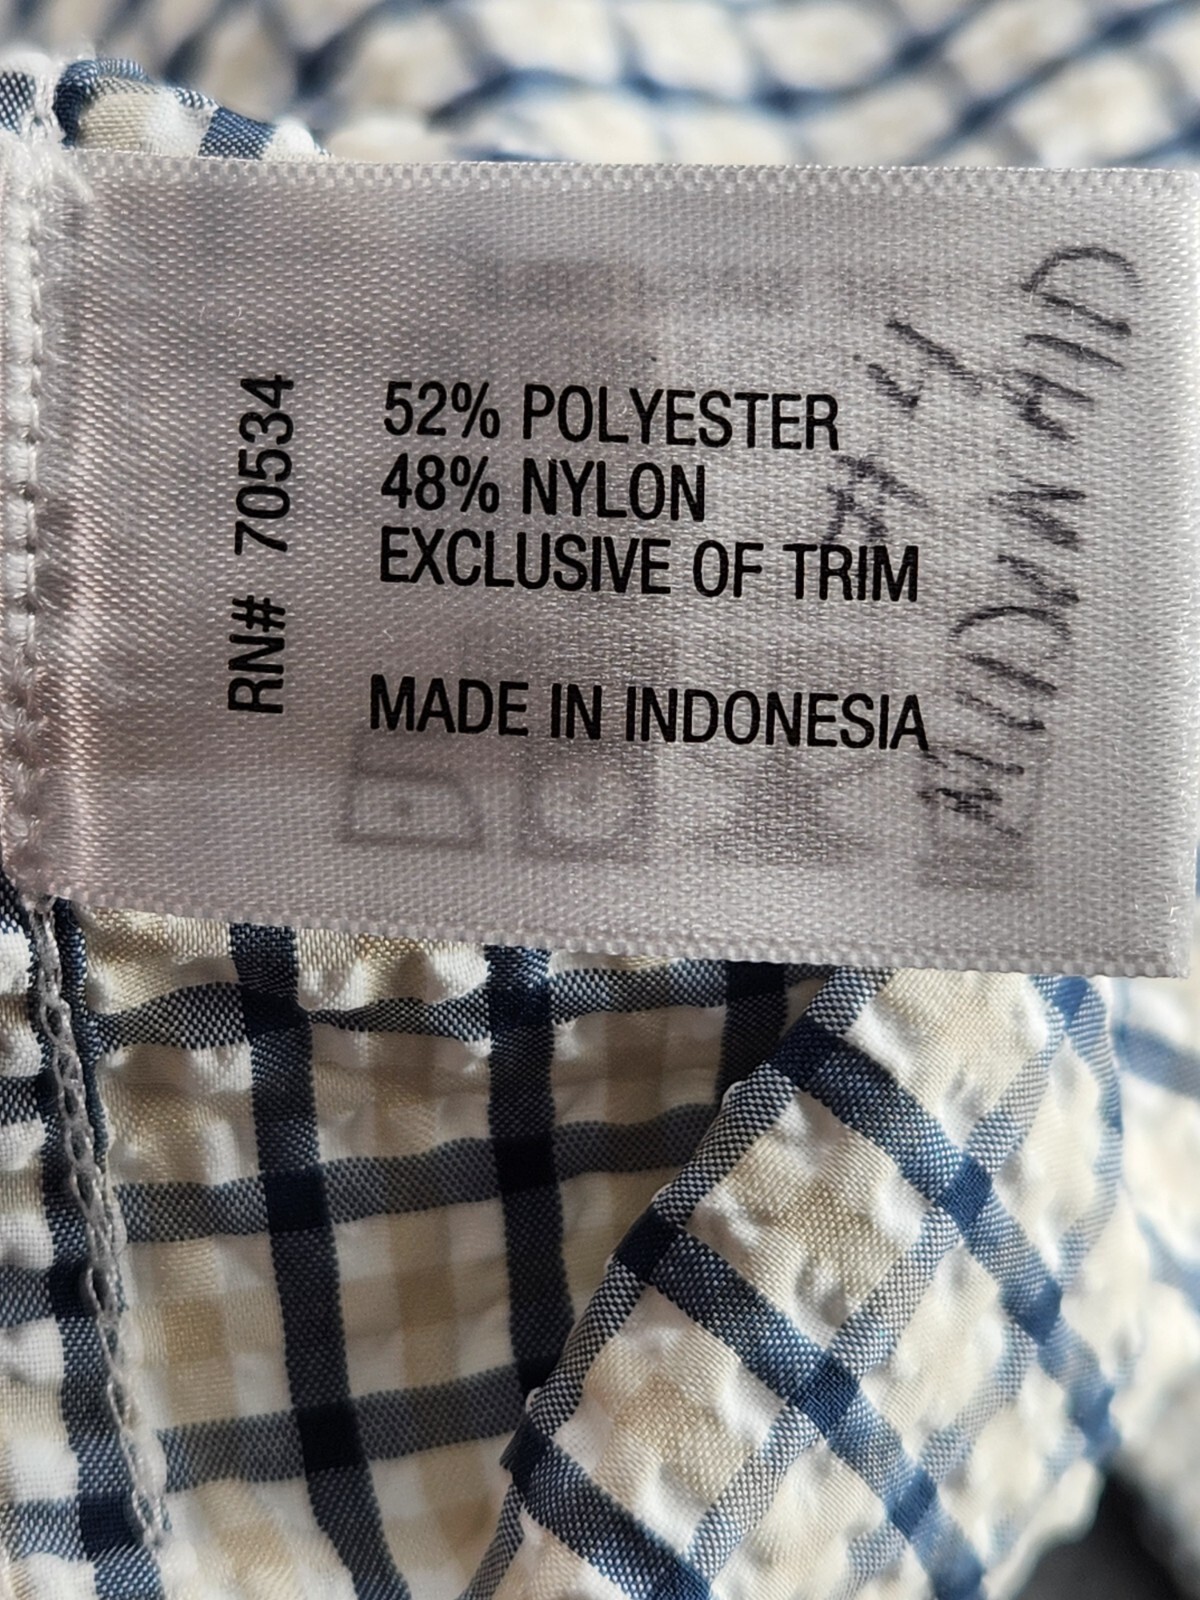 RN# 70534
52% POLYESTER
48% NYLON
EXCLUSIVE OF TRIM
MADE IN INDONESIA